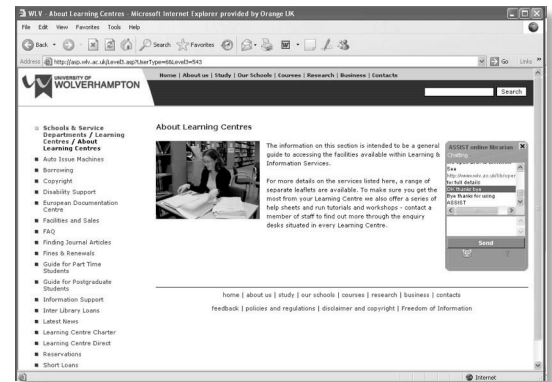 WLV - About Learning Centres - Microsoft Internet Explorer provided by Orange UK
File Edit View Favorites Tools Help
Back Search Favorites
Address http://asp.wlv.ac.uk/Level3.asp?UserType=6&Level3=543 Go Links
UNIVERSITY OF
WOLVERHAMPTON
Home | About us | Study | Our Schools | Courses | Research | Business | Contacts
Search
Schools & Service
Departments / Learning
Centres / About
Learning Centres
Auto Issue Machines
Borrowing
Copyright
Disability Support
European Documentation
Centre
Facilities and Sales
FAQ
Finding Journal Articles
Fines & Renewals
Guide for Part Time
Students
Guide for Postgraduate
Students
Information Support
Inter Library Loans
Latest News
Learning Centre Charter
Learning Centre Direct
Reservations
Short Loans
About Learning Centres
The information on this section is intended to be a general
guide to accessing the facilities available within Learning &
Information Services.
For more details on the services listed here, a range of
separate leaflets are available. To make sure you get the
most from your Learning Centre we also offer a series of
help sheets and run tutorials and workshops - contact a
member of staff to find out more through the enquiry
desks situated in every Learning Centre.
ASSIST online librarian
Chatting
See
http://www.wlv.ac.uk/lib/oper
for full details
OK thanks bye
Bye thanks for using
ASSIST
Send
?
home | about us | study | our schools | courses | research | business | contacts
feedback | policies and regulations | disclaimer and copyright | Freedom of Information
Internet